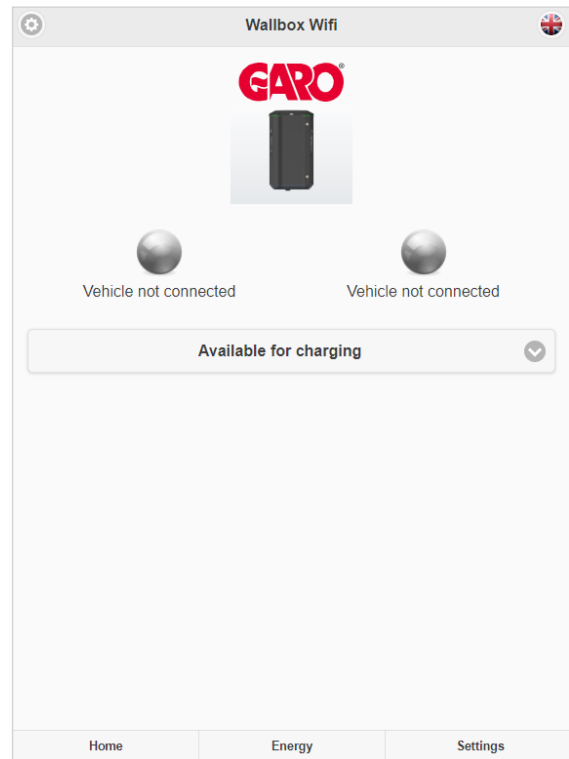 Wallbox Wifi
GARO®
Vehicle not connected
Vehicle not connected
Available for charging
Home
Energy
Settings